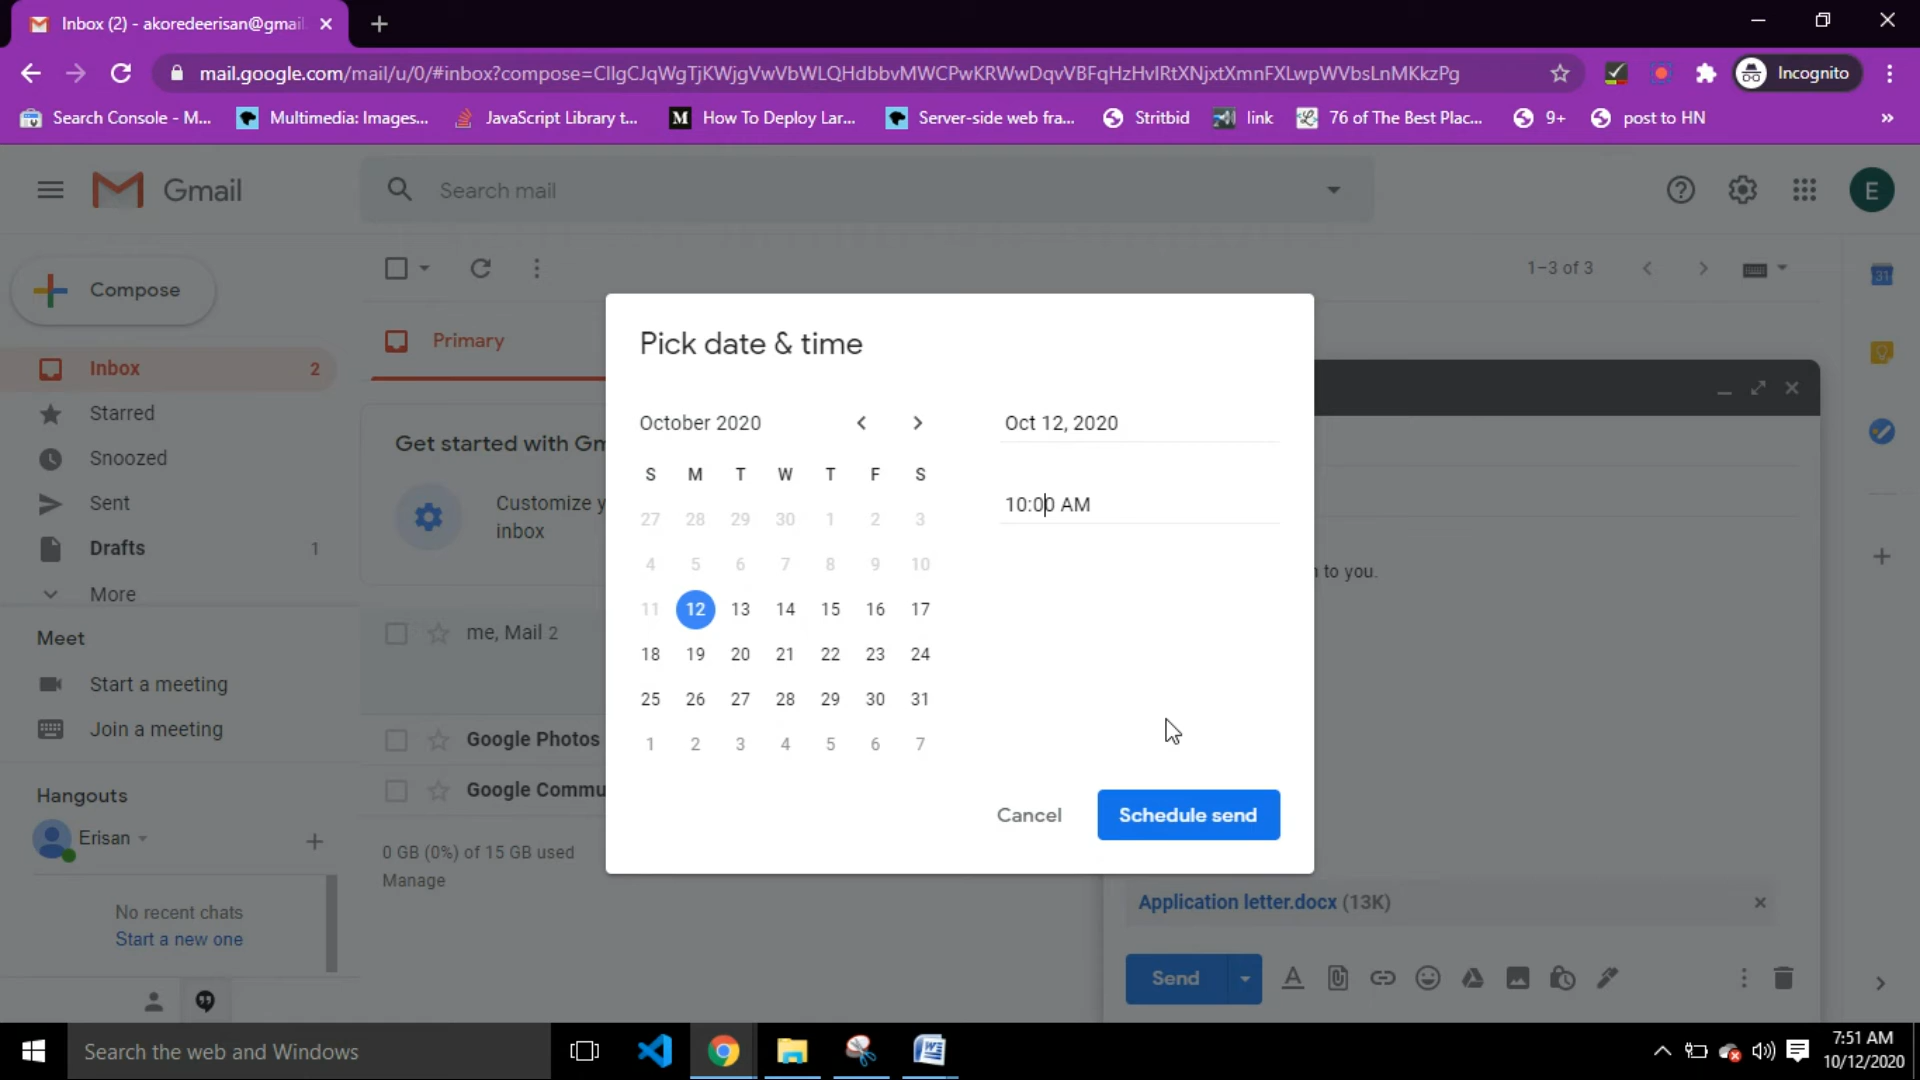 Inbox (2) - akoredeerisan@gmai
mail.google.com/mail/u/0/#inbox?compose=CllgCJqWgTjKWjgVwVbWLQHdbbvMWCPwKRWwDqvVBFqHzHvlRtXNjxtXmnFXLwpWVbsLnMKkzPg
Incognito
Search Console - M...
Multimedia: Images...
JavaScript Library t...
How To Deploy Lar...
Server-side web fra...
Stritbid
link
76 of The Best Plac...
9+
post to HN
»
Gmail
Search mail
E
Compose
1–3 of 3
31
Inbox 2
Starred
Snoozed
Sent
Drafts 1
More
Primary
Get started with Gm
Customize y
inbox
me, Mail 2
Google Photos
Google Commu
0 GB (0%) of 15 GB used
Manage
Meet
Start a meeting
Join a meeting
Hangouts
Erisan
No recent chats
Start a new one
Pick date & time
October 2020
S M T W T F S
27 28 29 30 1 2 3
4 5 6 7 8 9 10
11 12 13 14 15 16 17
18 19 20 21 22 23 24
25 26 27 28 29 30 31
1 2 3 4 5 6 7
Oct 12, 2020
10:00 AM
Cancel
Schedule send
to you.
Application letter.docx (13K)
Send
Search the web and Windows
7:51 AM
10/12/2020